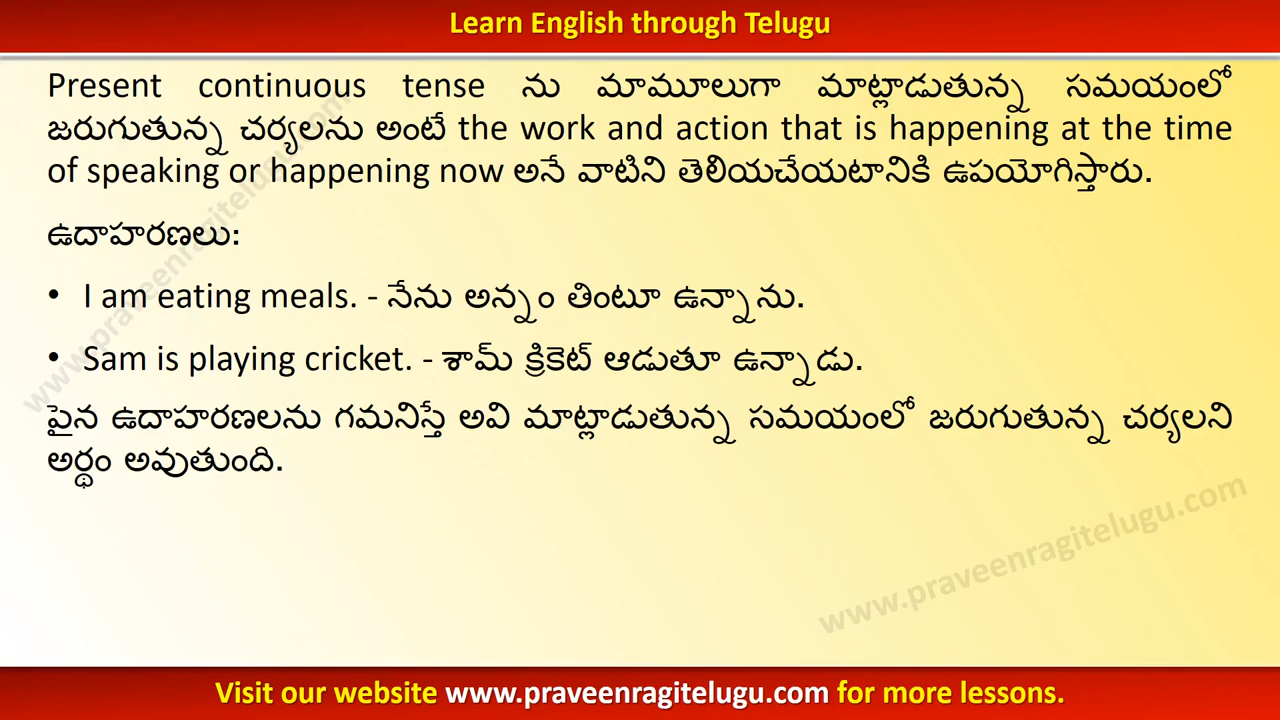 Learn English through Telugu
Present continuous tense ను మామూలుగా మాట్లాడుతున్న సమయంలో
జరుగుతున్న చర్యలను అంటే the work and action that is happening at the time
of speaking or happening now అనే వాటిని తెలియచేయటానికి ఉపయోగిస్తారు.
ఉదాహరణలు:
• I am eating meals. - నేను అన్నం తింటూ ఉన్నాను.
• Sam is playing cricket. - శామ్ క్రికెట్ ఆడుతూ ఉన్నాడు.
పైన ఉదాహరణలను గమనిస్తే అవి మాట్లాడుతున్న సమయంలో జరుగుతున్న చర్యలని
అర్థం అవుతుంది.
www.praveenragitelugu.com
www.praveenragitelugu.com
Visit our website www.praveenragitelugu.com for more lessons.